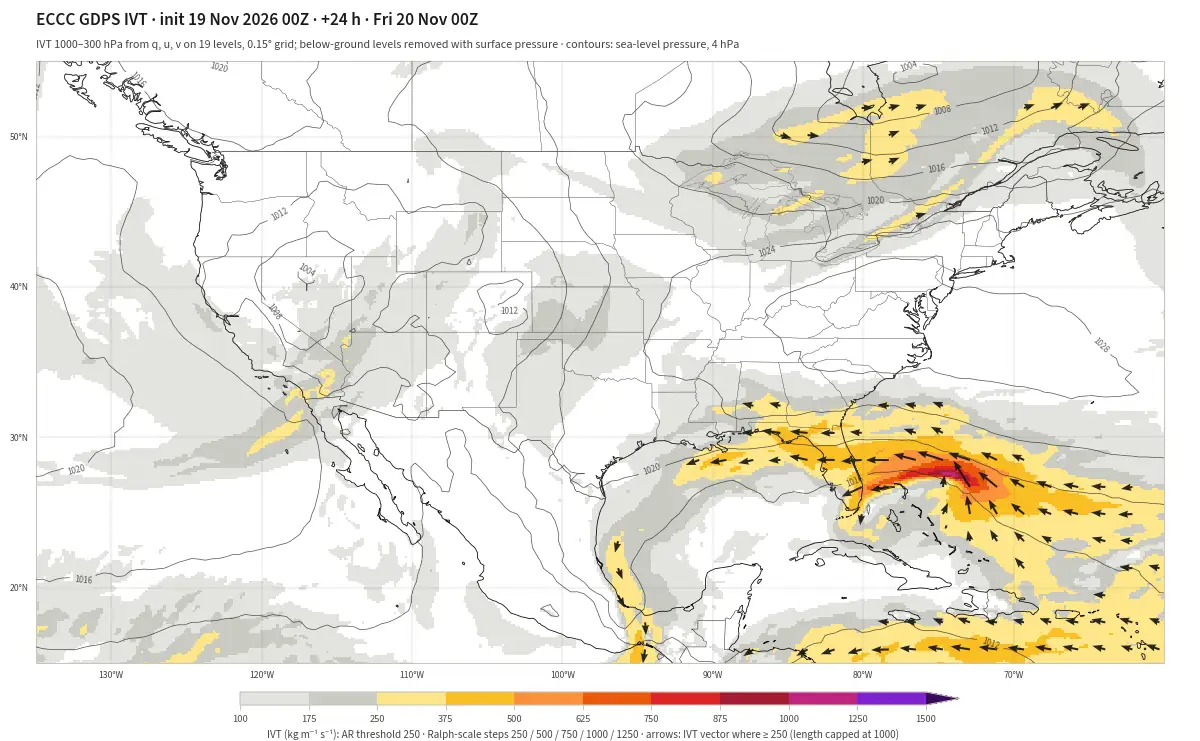 ECCC GDPS IVT · init 19 Nov 2026 00Z · +24 h · Fri 20 Nov 00Z
IVT 1000–300 hPa from q, u, v on 19 levels, 0.15° grid; below-ground levels removed with surface pressure · contours: sea-level pressure, 4 hPa
1016
1020
1004
1008
50°N
1012
1016
1020
1012
1024
1004
40°N
1008
1012
1028
30°N
1020
1020
20°N
1016
1012
130°W
120°W
110°W
100°W
90°W
80°W
70°W
100
175
250
375
500
625
750
875
1000
1250
1500
IVT (kg m⁻¹ s⁻¹): AR threshold 250 · Ralph-scale steps 250 / 500 / 750 / 1000 / 1250 · arrows: IVT vector where ≥ 250 (length capped at 1000)